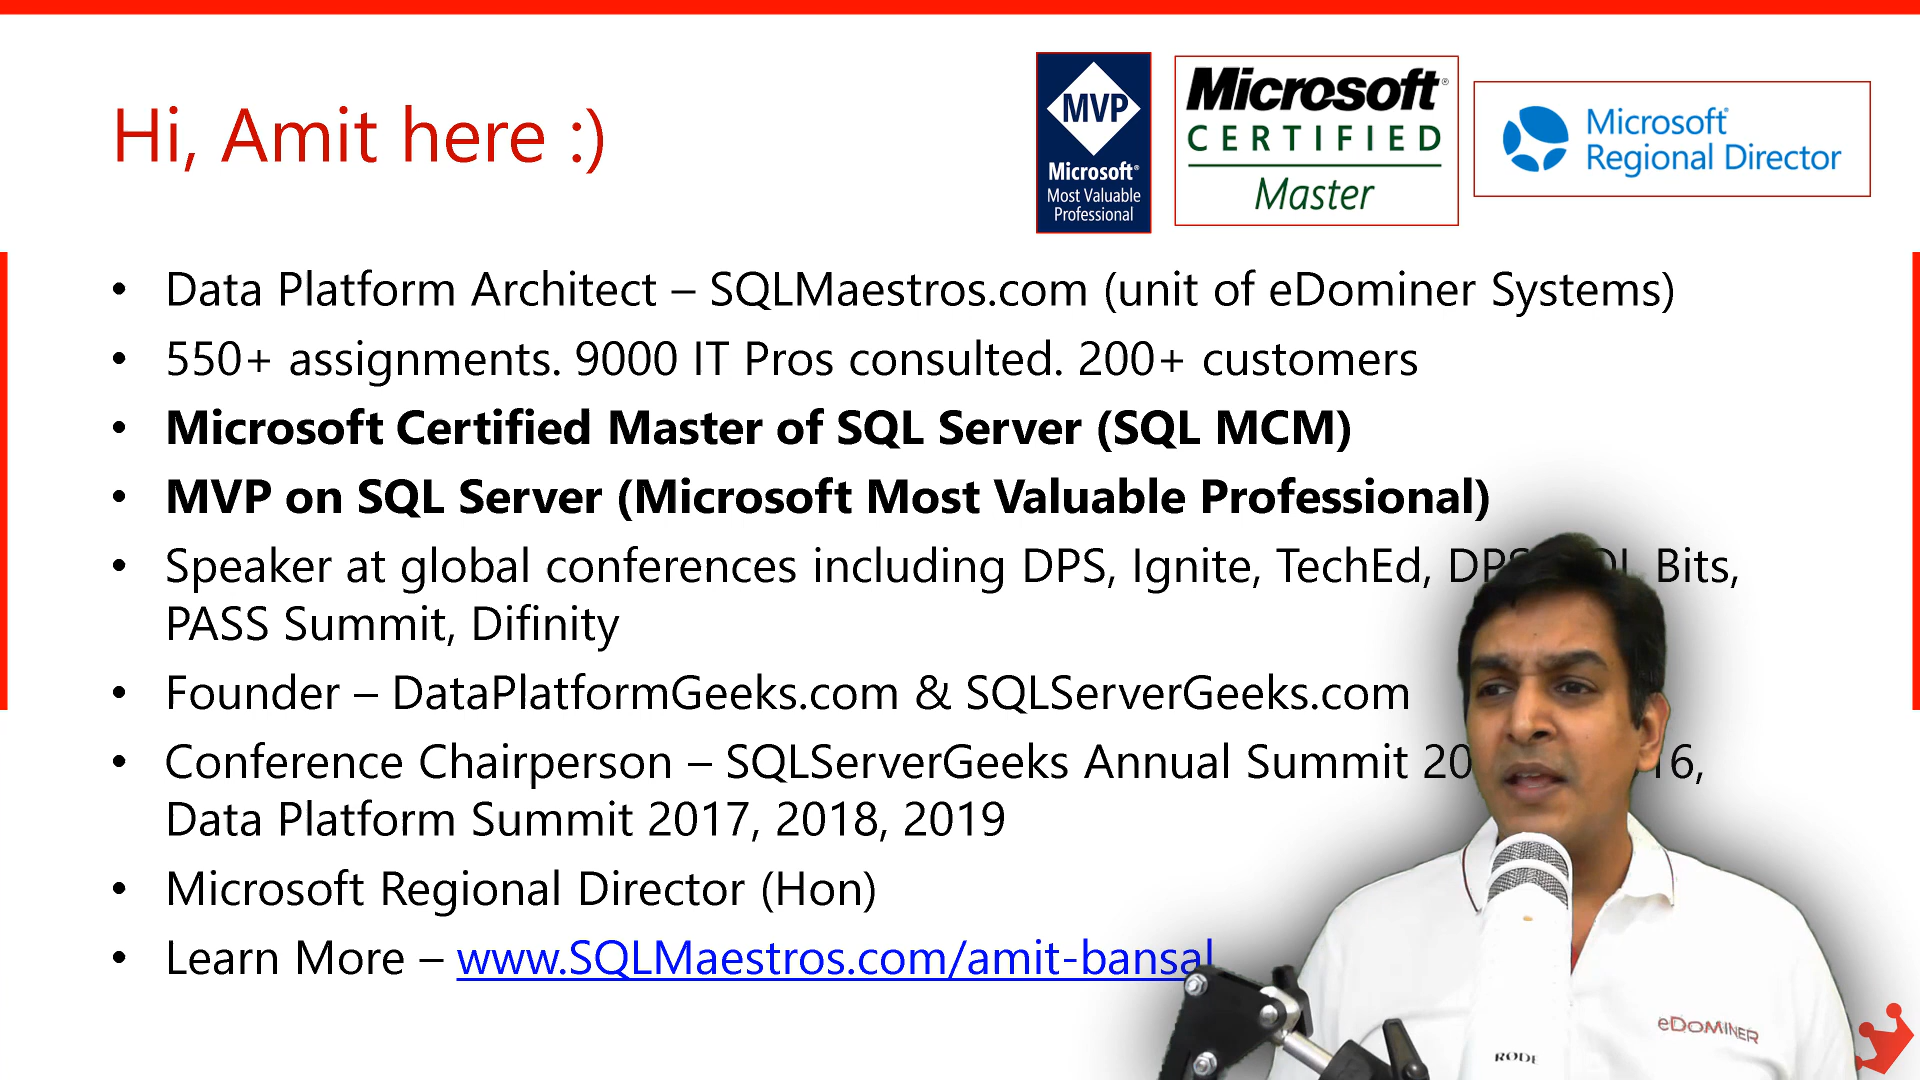 Hi, Amit here :)
MVP
Microsoft®
Most Valuable
Professional
Microsoft®
CERTIFIED
Master
Microsoft
Regional Director
• Data Platform Architect – SQLMaestros.com (unit of eDominer Systems)
• 550+ assignments. 9000 IT Pros consulted. 200+ customers
• Microsoft Certified Master of SQL Server (SQL MCM)
• MVP on SQL Server (Microsoft Most Valuable Professional)
• Speaker at global conferences including DPS, Ignite, TechEd, Bits,
PASS Summit, Difinity
• Founder – DataPlatformGeeks.com & SQLServerGeeks.com
• Conference Chairperson – SQLServerGeeks Annual Summit
Data Platform Summit 2017, 2018, 2019
• Microsoft Regional Director (Hon)
• Learn More – www.SQLMaestros.com/amit-bansal
eDOMINER
RODE